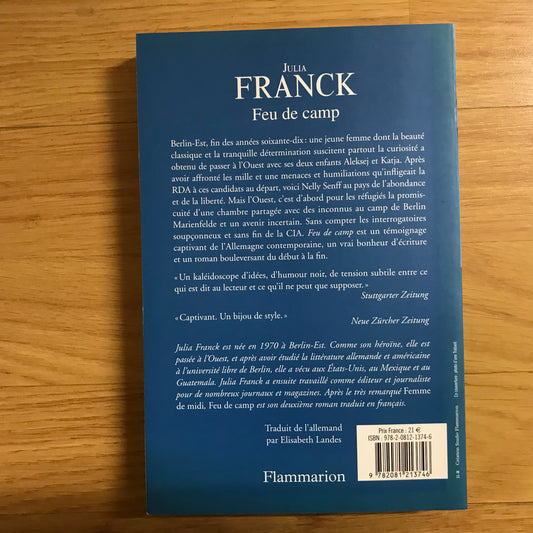 JULIA
FRANCK
Feu de camp
Berlin-Est, fin des années soixante-dix : une jeune femme dont la beauté
classique et la tranquille détermination suscitent partout la curiosité a
obtenu de passer à l'Ouest avec ses deux enfants Aleksej et Katja. Après
avoir affronté les mille et une menaces et humiliations qu'infligeait la
RDA à ces candidats au départ, voici Nelly Senff au pays de l'abondance
et de la liberté. Mais l'Ouest, c'est d'abord pour les réfugiés la promis-
cuité d'une chambre partagée avec des inconnus au camp de Berlin
Marienfelde et un avenir incertain. Sans compter les interrogatoires
soupçonneux et sans fin de la CIA. Feu de camp est un témoignage
captivant de l'Allemagne contemporaine, un vrai bonheur d'écriture
et un roman bouleversant du début à la fin.
« Un kaléidoscope d'idées, d'humour noir, de tension subtile entre ce
qui est dit au lecteur et ce qu'il ne peut que supposer. »
Stuttgarter Zeitung
« Captivant. Un bijou de style. »
Neue Zürcher Zeitung
Julia Franck est née en 1970 à Berlin-Est. Comme son héroïne, elle est
passée à l'Ouest, et après avoir étudié la littérature allemande et américaine
à l'université libre de Berlin, elle a vécu aux États-Unis, au Mexique et au
Guatemala. Julia Franck a ensuite travaillé comme éditeur et journaliste
pour de nombreux journaux et magazines. Après le très remarqué Femme
de midi, Feu de camp est son deuxième roman traduit en français.
Traduit de l'allemand
par Elisabeth Landes
Flammarion
Prix France : 21 €
ISBN : 978-2-0812-1374-6
9 782081 213746
Création Studio Flammarion